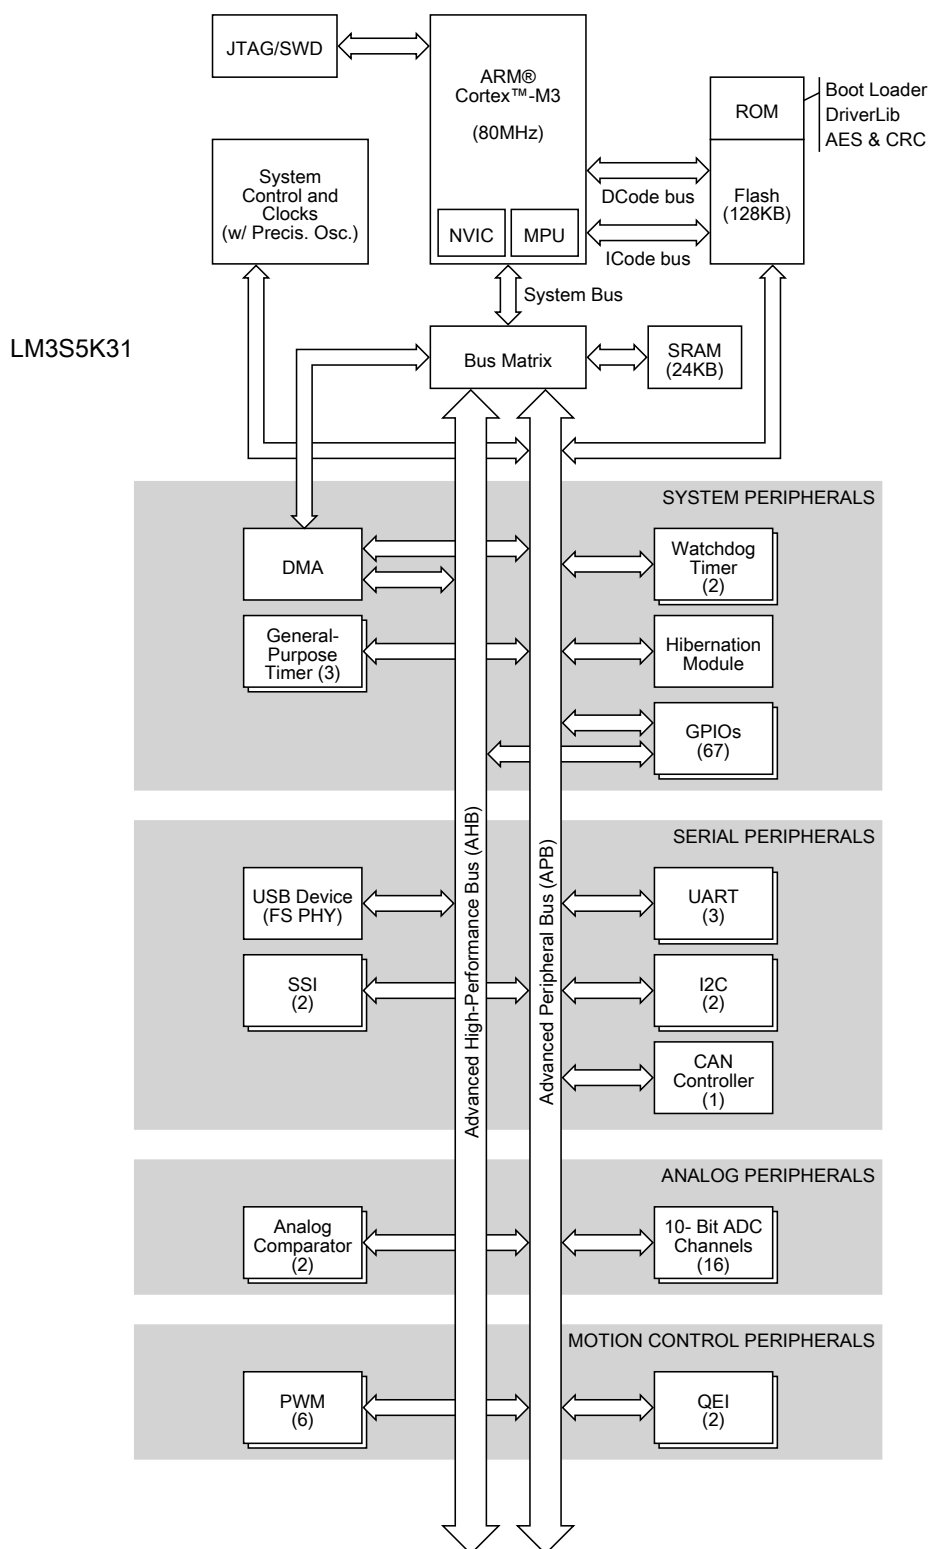 JTAG/SWD
ARM®
Cortex™-M3
(80MHz)
NVIC
MPU
ROM
Boot Loader
DriverLib
AES & CRC
Flash
(128KB)
DCode bus
ICode bus
System
Control and
Clocks
(w/ Precis. Osc.)
System Bus
LM3S5K31
Bus Matrix
SRAM
(24KB)
SYSTEM PERIPHERALS
DMA
Watchdog
Timer
(2)
General-
Purpose
Timer (3)
Hibernation
Module
GPIOs
(67)
Advanced High-Performance Bus (AHB)
Advanced Peripheral Bus (APB)
SERIAL PERIPHERALS
USB Device
(FS PHY)
UART
(3)
SSI
(2)
I2C
(2)
CAN
Controller
(1)
ANALOG PERIPHERALS
Analog
Comparator
(2)
10- Bit ADC
Channels
(16)
MOTION CONTROL PERIPHERALS
PWM
(6)
QEI
(2)